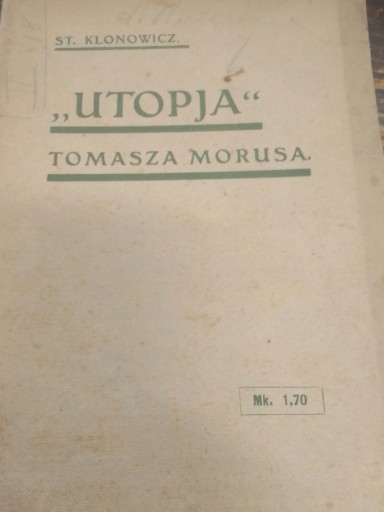 ST. KLONOWICZ.
„UTOPJA“
TOMASZA MORUSA.
Mk. 1,70